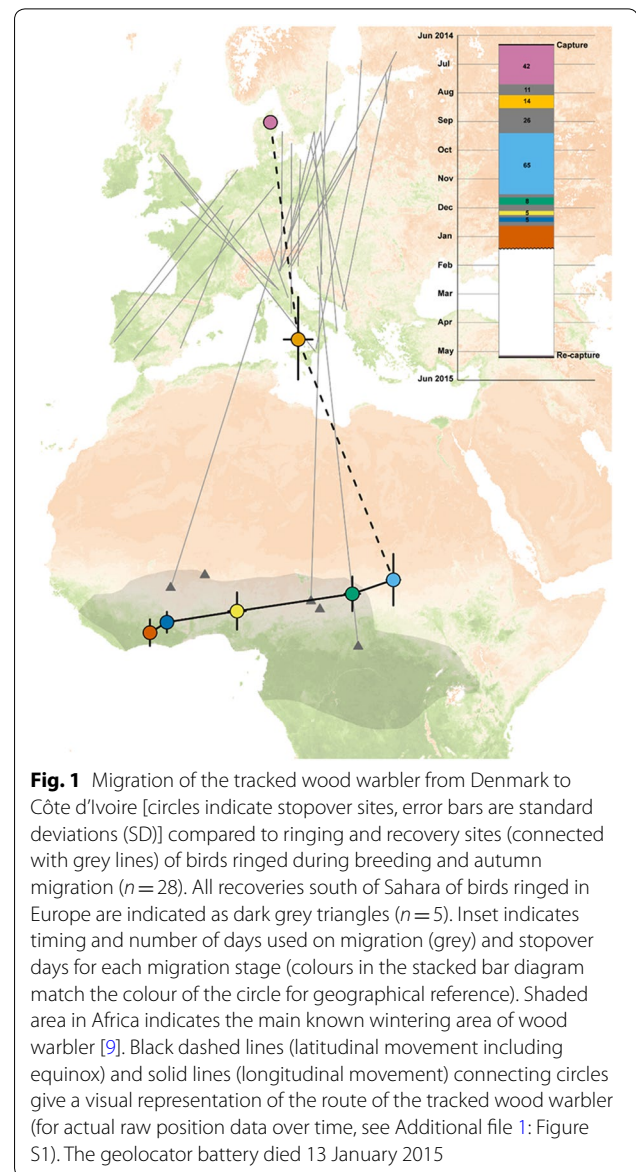 Jun 2014
Capture
Jul
42
Aug
11
14
Sep
26
Oct
65
Nov
8
Dec
5
Jan
Feb
Mar
Apr
May
Re-capture
Jun 2015
Fig. 1 Migration of the tracked wood warbler from Denmark to
Côte d’Ivoire [circles indicate stopover sites, error bars are standard
deviations (SD)] compared to ringing and recovery sites (connected
with grey lines) of birds ringed during breeding and autumn
migration (n = 28). All recoveries south of Sahara of birds ringed in
Europe are indicated as dark grey triangles (n = 5). Inset indicates
timing and number of days used on migration (grey) and stopover
days for each migration stage (colours in the stacked bar diagram
match the colour of the circle for geographical reference). Shaded
area in Africa indicates the main known wintering area of wood
warbler [9]. Black dashed lines (latitudinal movement including
equinox) and solid lines (longitudinal movement) connecting circles
give a visual representation of the route of the tracked wood warbler
(for actual raw position data over time, see Additional file 1: Figure
S1). The geolocator battery died 13 January 2015